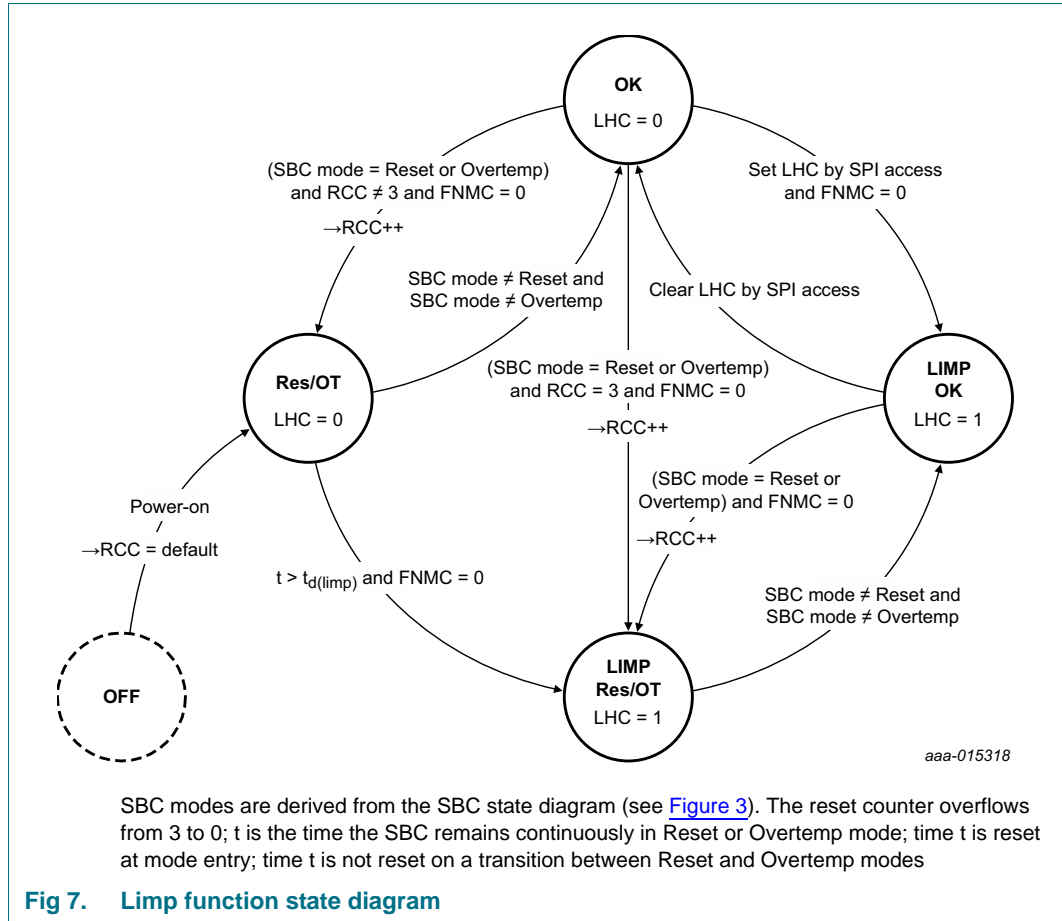 OK
LHC = 0
(SBC mode = Reset or Overtemp)
and RCC ≠ 3 and FNMC = 0
→RCC++
Set LHC by SPI access
and FNMC = 0
SBC mode ≠ Reset and
SBC mode ≠ Overtemp
Clear LHC by SPI access
Res/OT
LHC = 0
(SBC mode = Reset or Overtemp)
and RCC = 3 and FNMC = 0
→RCC++
LIMP
OK
LHC = 1
Power-on
→RCC = default
(SBC mode = Reset or
Overtemp) and FNMC = 0
→RCC++
t > td(limp) and FNMC = 0
SBC mode ≠ Reset and
SBC mode ≠ Overtemp
OFF
LIMP
Res/OT
LHC = 1
aaa-015318
SBC modes are derived from the SBC state diagram (see Figure 3). The reset counter overflows
from 3 to 0; t is the time the SBC remains continuously in Reset or Overtemp mode; time t is reset
at mode entry; time t is not reset on a transition between Reset and Overtemp modes
Fig 7. Limp function state diagram